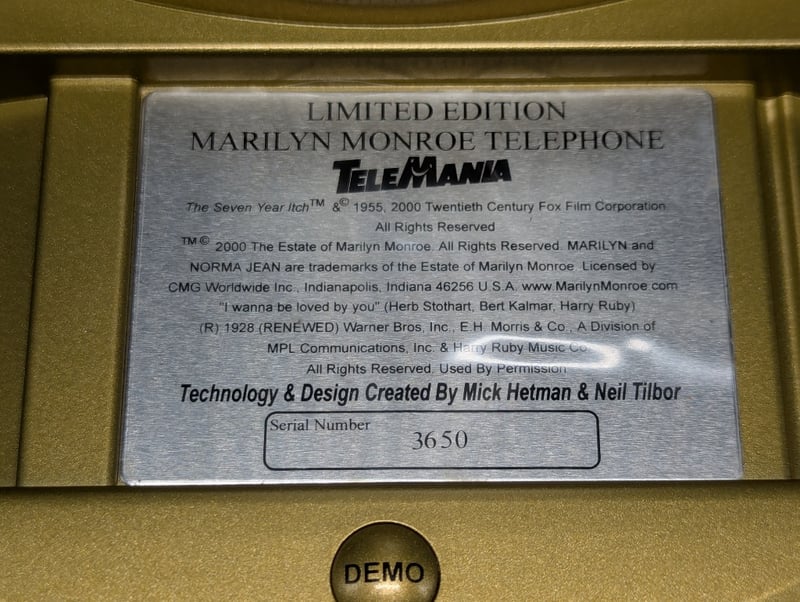 LIMITED EDITION
MARILYN MONROE TELEPHONE
TELEMANIA
The Seven Year Itch™ &© 1955, 2000 Twentieth Century Fox Film Corporation
All Rights Reserved
™© 2000 The Estate of Marilyn Monroe. All Rights Reserved. MARILYN and
NORMA JEAN are trademarks of the Estate of Marilyn Monroe. Licensed by
CMG Worldwide Inc., Indianapolis, Indiana 46256 U.S.A. www.MarilynMonroe.com
"I wanna be loved by you" (Herb Stothart, Bert Kalmar, Harry Ruby)
(R) 1928 (RENEWED) Warner Bros, Inc., E.H. Morris & Co., A Division of
MPL Communications, Inc. & Harry Ruby Music Co
All Rights Reserved. Used By Permission
Technology & Design Created By Mick Hetman & Neil Tilbor
Serial Number
3650
DEMO